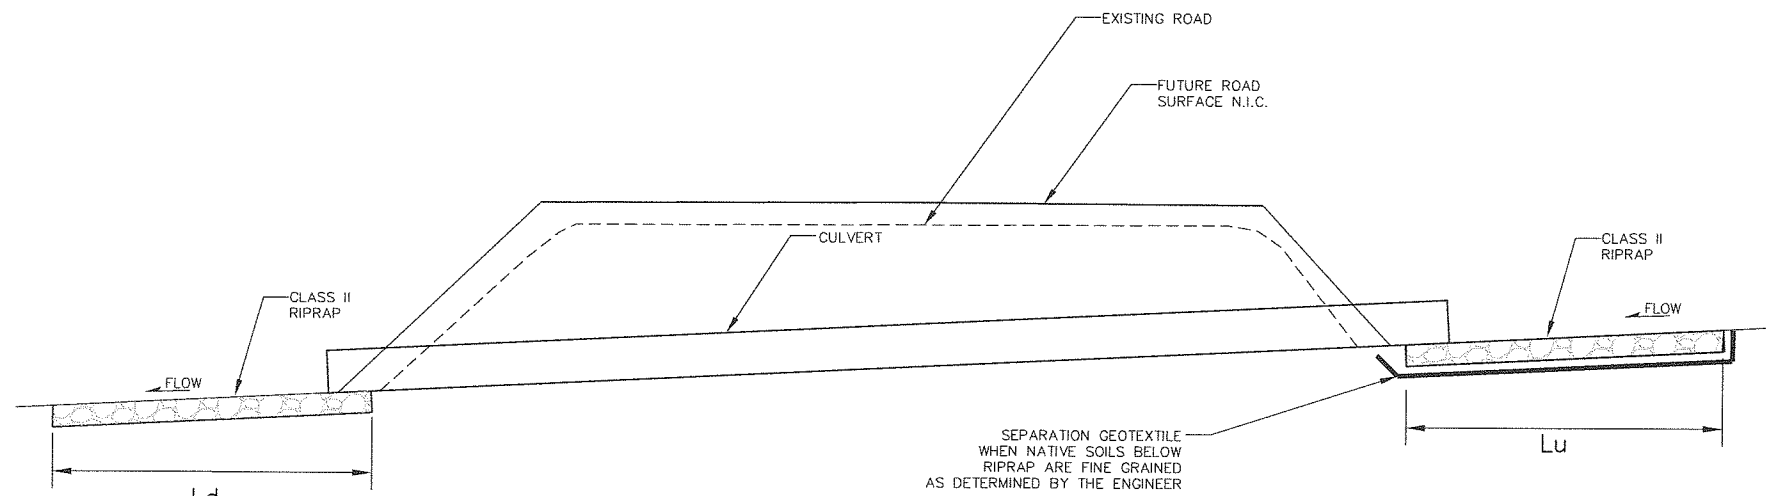 EXISTING ROAD
FUTURE ROAD
SURFACE N.I.C.
CULVERT
CLASS II
RIPRAP
FLOW
CLASS II
RIPRAP
FLOW
SEPARATION GEOTEXTILE
WHEN NATIVE SOILS BELOW
RIPRAP ARE FINE GRAINED
AS DETERMINED BY THE ENGINEER
Lu
Ld